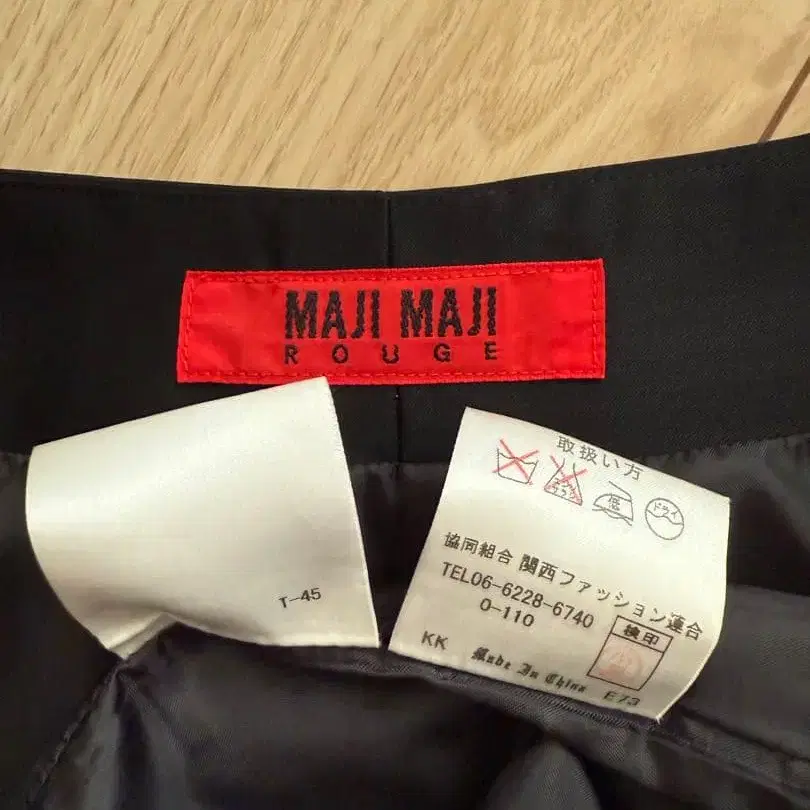 MAJI MAJI
ROUGE
T-45
取扱い方
低
ドライ
協同組合 関西ファッション連合
TEL06-6228-6740
0-110
検印
KK
Made In China
E73